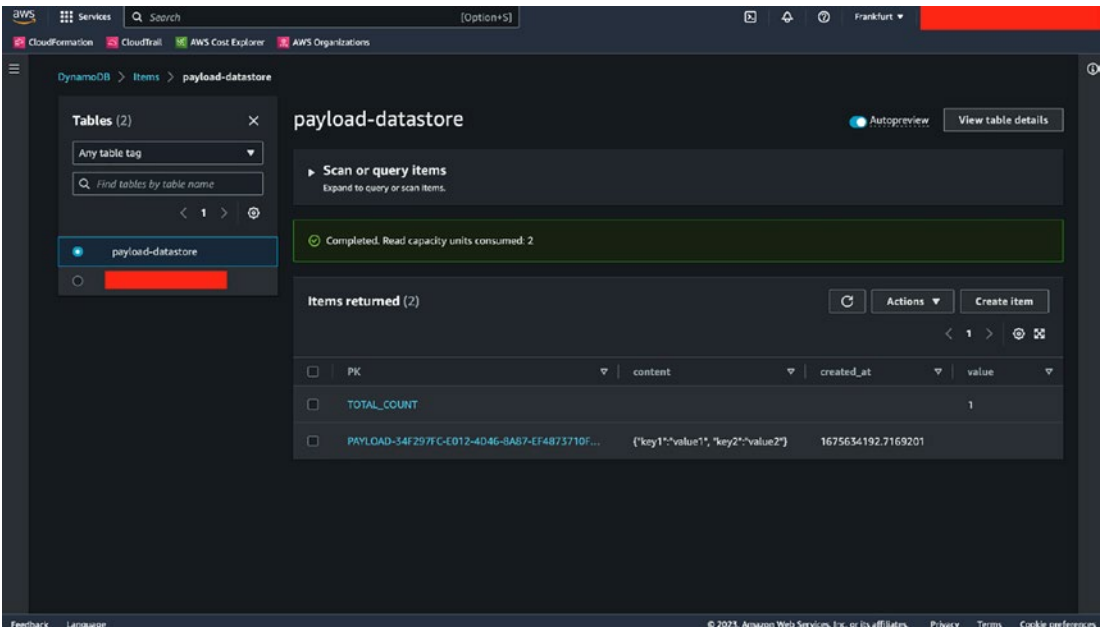 aws Services Search [Option+S] Frankfurt
CloudFormation CloudTrail AWS Cost Explorer AWS Organizations
DynamoDB > Items > payload-datastore
Tables (2)
Any table tag
Find tables by table name
1
payload-datastore
payload-datastore
Autopreview
View table details
Scan or query items
Expand to query or scan items.
Completed. Read capacity units consumed: 2
Items returned (2)
Actions
Create item
1
PK content created_at value
TOTAL_COUNT 1
PAYLOAD-34F297FC-E012-4D46-8A87-EF4873710F... {"key1":"value1", "key2":"value2"} 1675634192.7169201
Feedback Language © 2023, Amazon Web Services, Inc. or its affiliates. Privacy Terms Cookie preferences